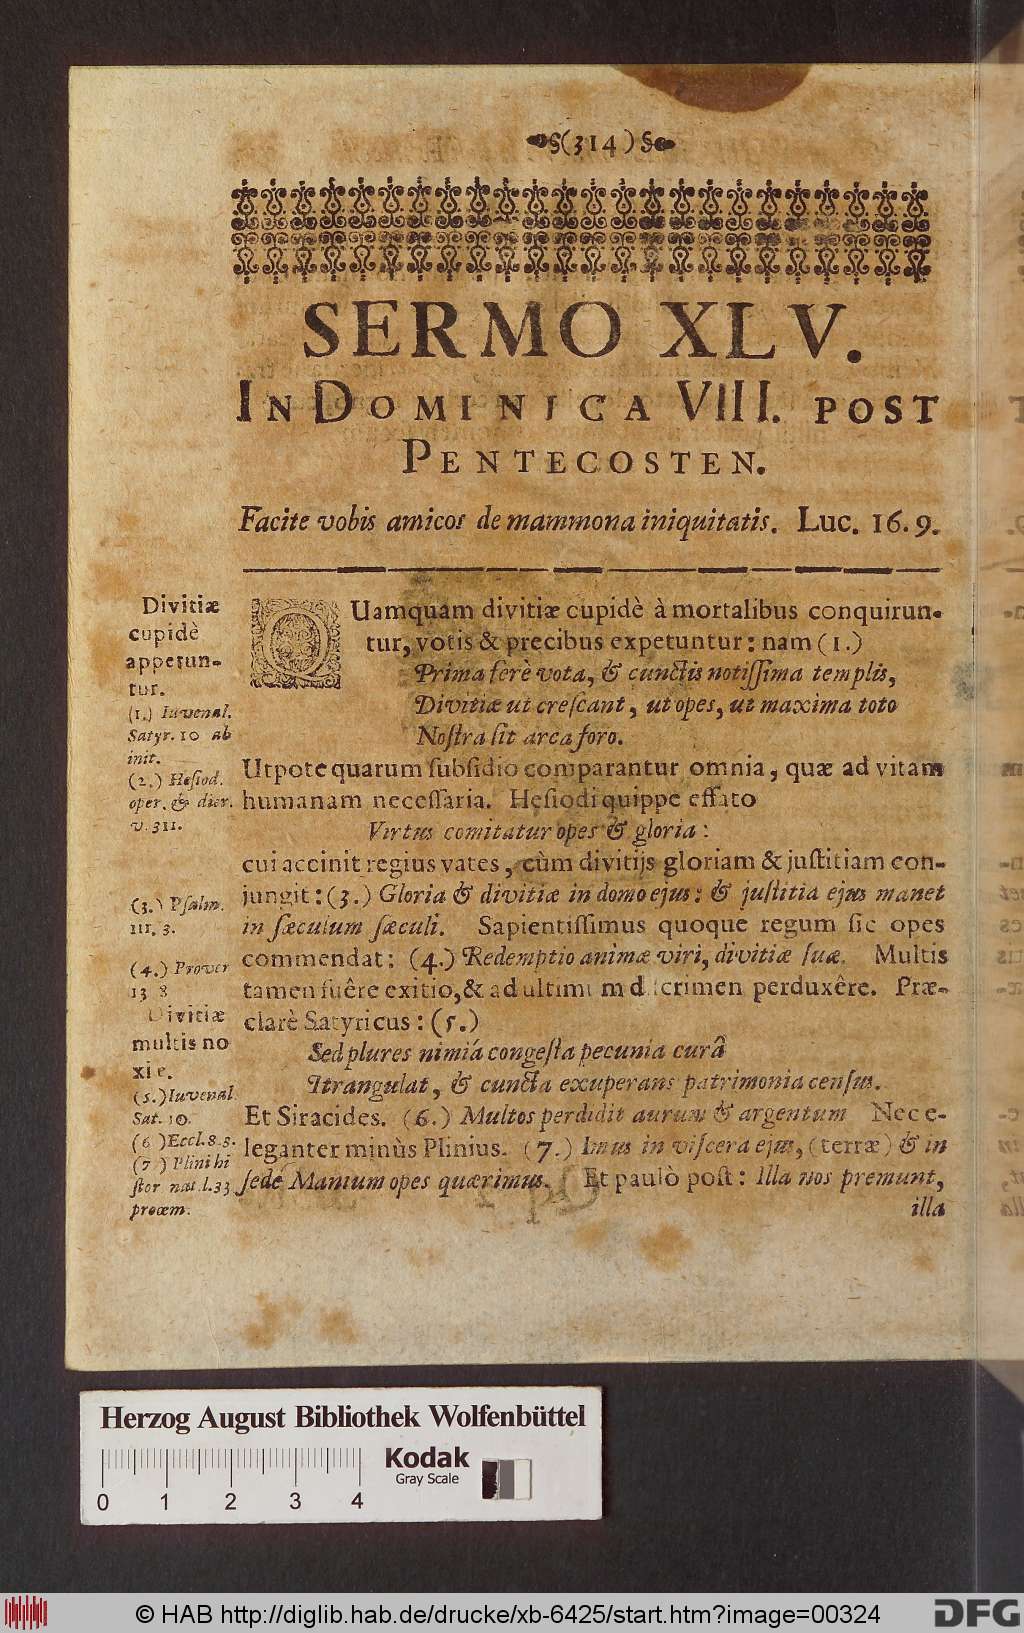 §(314)§
SERMO XLV.
IN DOMINICA VIII. POST
PENTECOSTEN.
Facite vobis amicos de mammona iniquitatis. Luc. 16. 9.
Divitiæ
cupidè
appetun-
tur.
(1.) Iuvenal.
Satyr. 10 ab
init.
(2.) Hesiod.
oper. & dier.
v. 311.
(3.) Psalm.
111. 3.
(4.) Prover
13 8
Divitiæ
multis no
xie.
(5.) Iuvenal.
Sat. 10.
(6) Eccl. 8. 3.
(7) Plini hi
stor nat. l. 33
proœm.
QUamquam divitiæ cupidè à mortalibus conquirun-
tur, votis & precibus expetuntur: nam (1.)
Prima ferè vota, & cunctis notissima templis,
Divitiæ ut crescant, ut opes, ut maxima toto
Nostra sit arca foro.
Utpote quarum subsidio comparantur omnia, quæ ad vitam
humanam necessaria. Hesiodi quippe effato
Virtus comitatur opes & gloria:
cui accinit regius vates, cùm divitijs gloriam & justitiam con-
jungit: (3.) Gloria & divitiæ in domo ejus: & justitia ejus manet
in sæculum sæculi. Sapientissimus quoque regum sic opes
commendat: (4.) Redemptio animæ viri, divitiæ suæ. Multis
tamen fuêre exitio, & ad ultimum discrimen perduxêre. Præ-
clarè Satyricus: (5.)
Sed plures nimiá congesta pecunia curâ
Strangulat, & cuncta exuperans patrimonia census.
Et Siracides. (6.) Multos perdidit aurum & argentum Nec e-
leganter minùs Plinius. (7.) Imus in viscera ejus, (terræ) & in
sede Manium opes quærimus. Et paulò post: Illa nos premunt,
illa
Herzog August Bibliothek Wolfenbüttel
Kodak
Gray Scale
0 1 2 3 4
© HAB http://diglib.hab.de/drucke/xb-6425/start.htm?image=00324
DFG